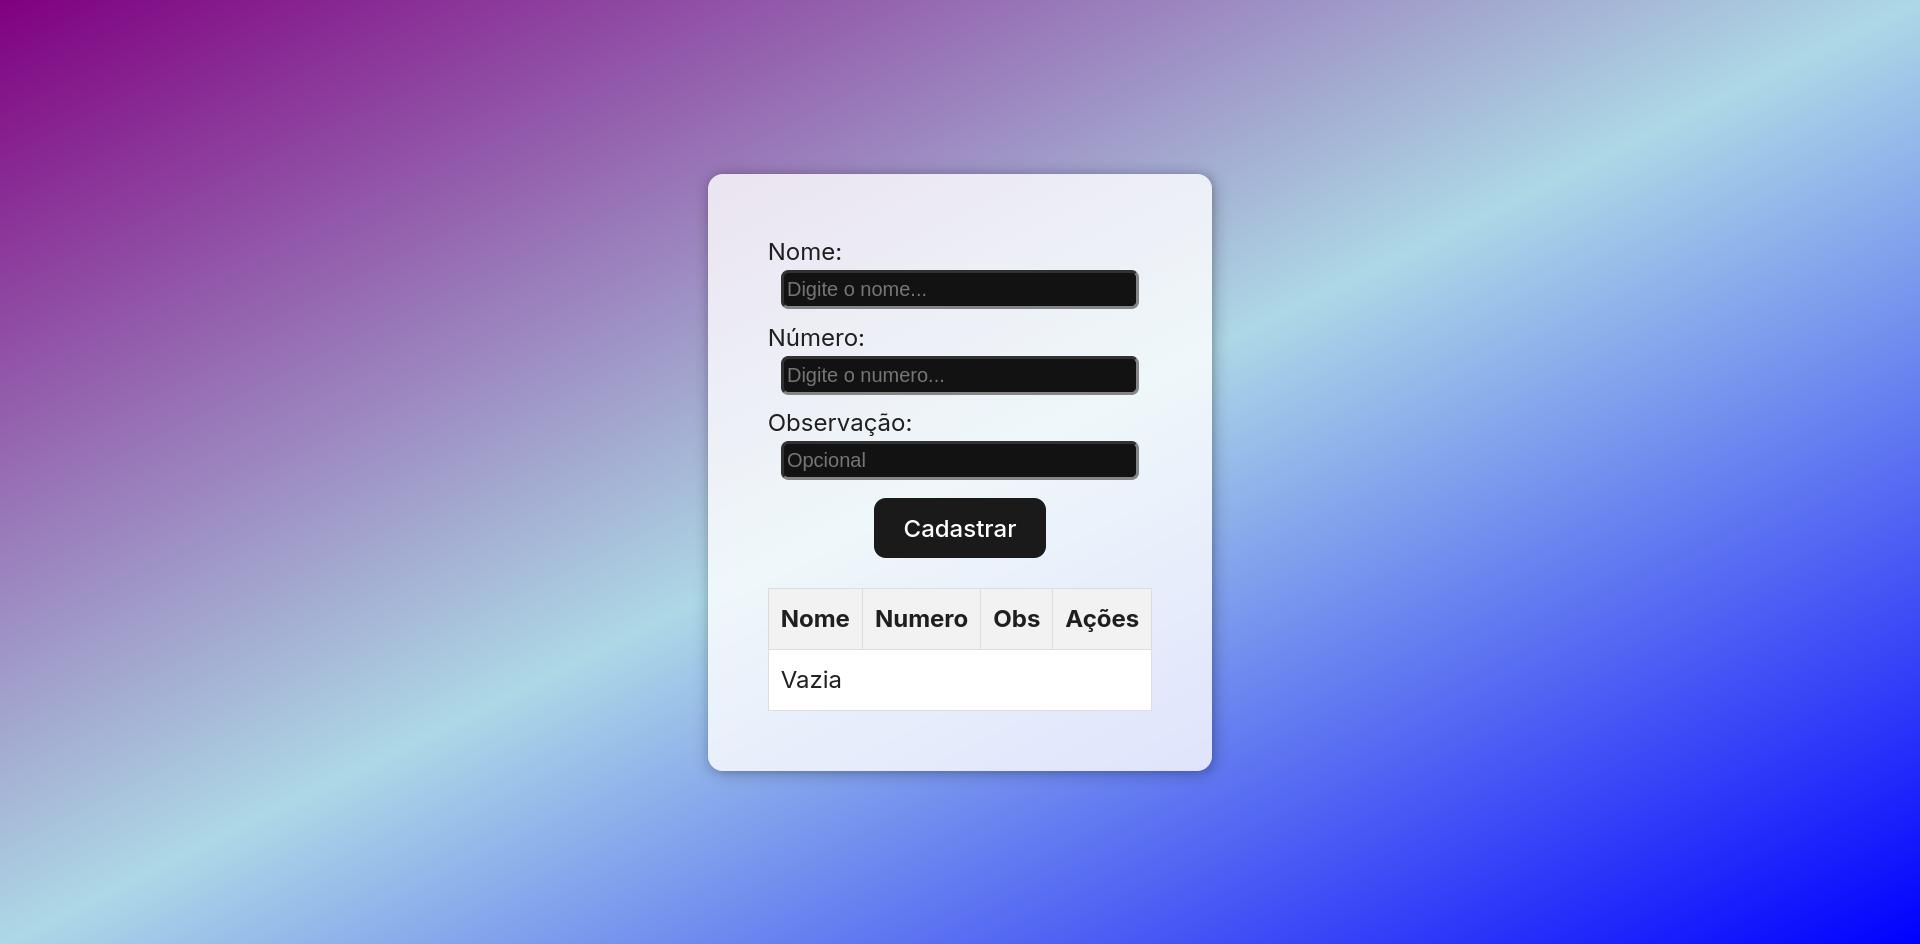 Nome:
Digite o nome...
Número:
Digite o numero...
Observação:
Opcional
Cadastrar
Nome Numero Obs Ações
Vazia